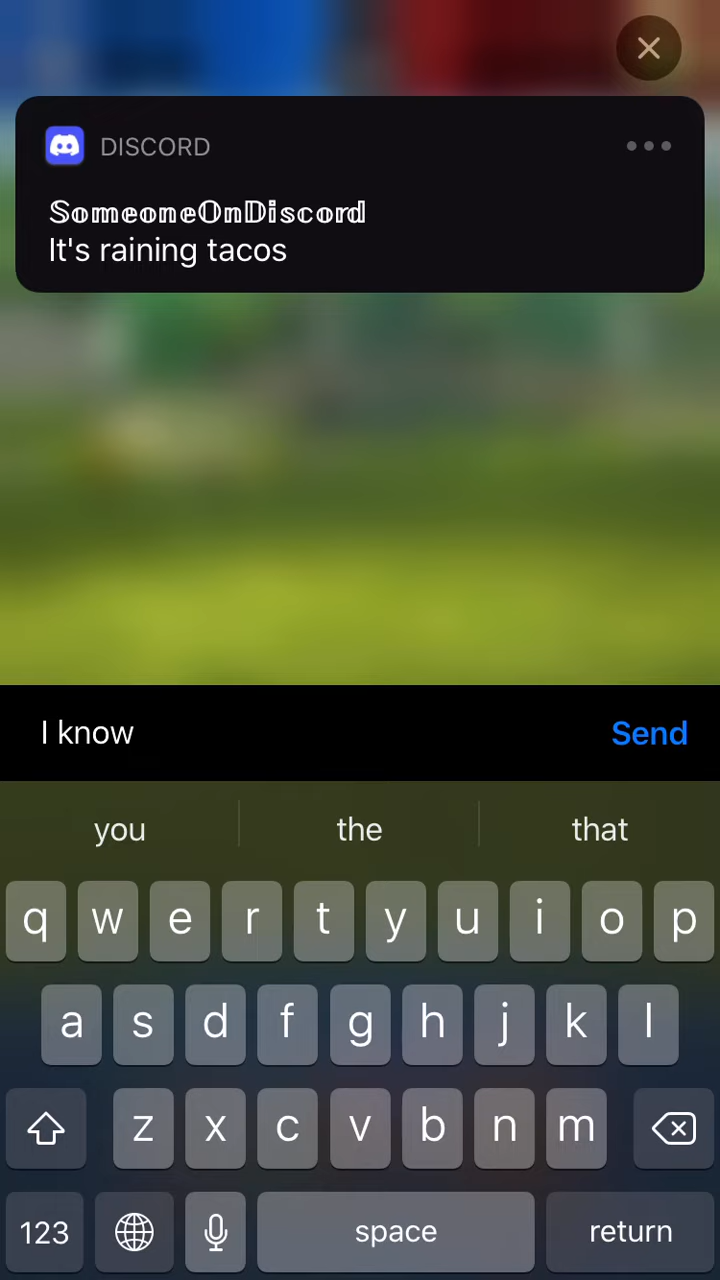 DISCORD
𝕊𝕠𝕞𝕖𝕠𝕟𝕖𝕆𝕟𝔻𝕚𝕤𝕔𝕠𝕣𝕕
It's raining tacos
I know
Send
you the that
q w e r t y u i o p
a s d f g h j k l
z x c v b n m
123 space return